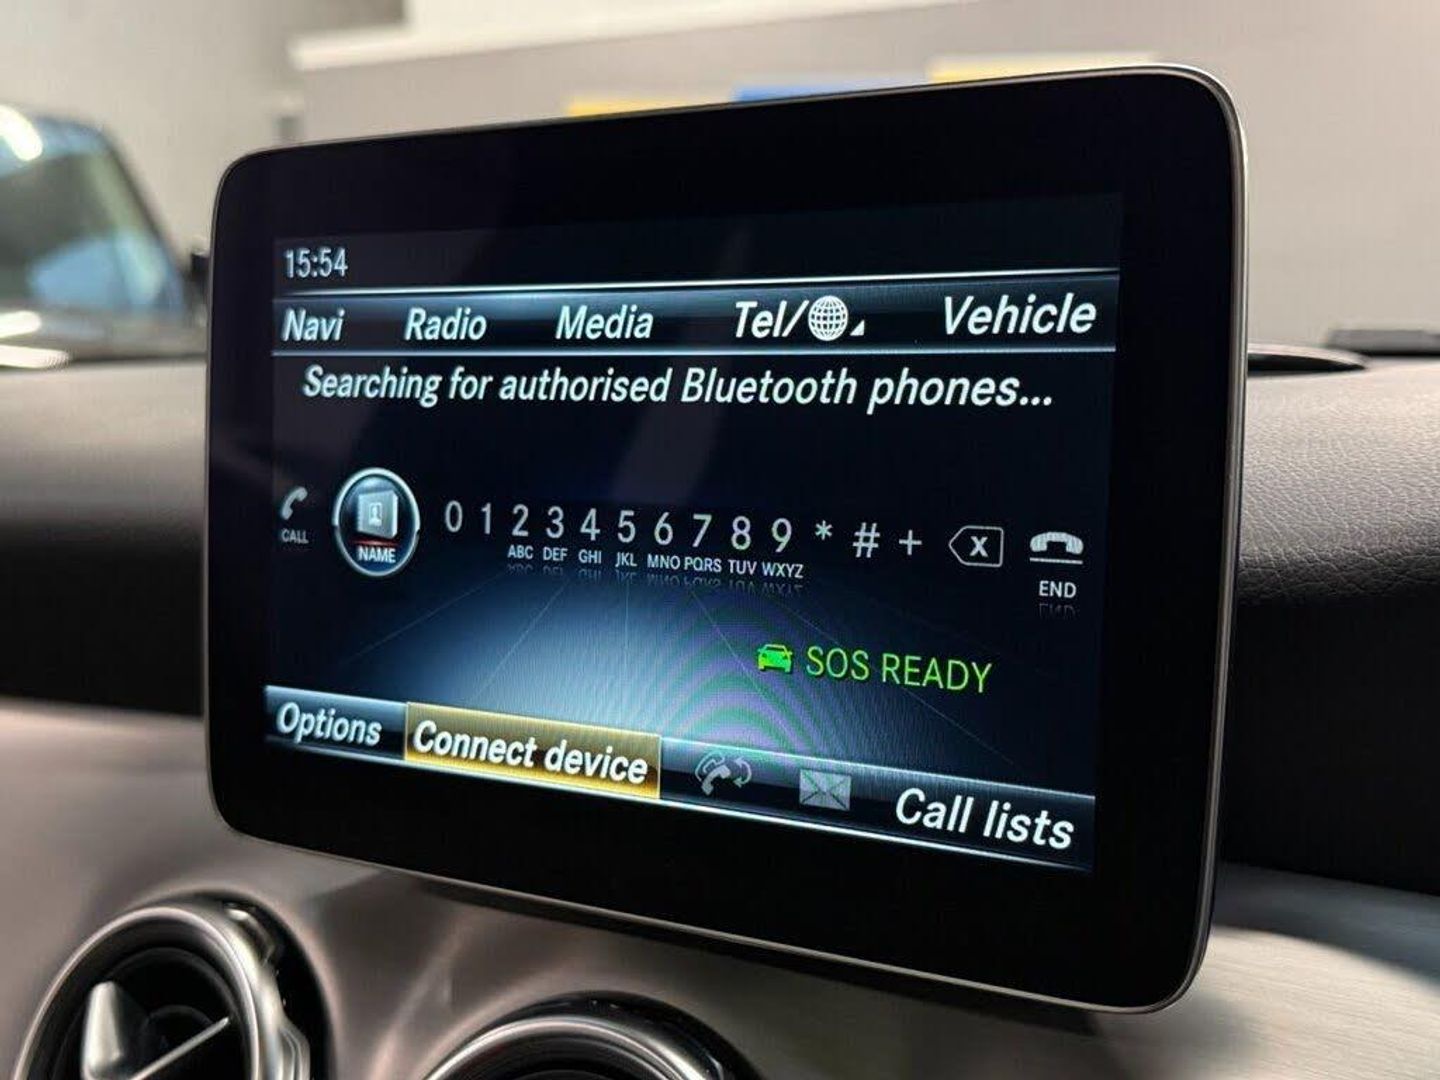 15:54
Navi Radio Media Tel/ Vehicle
Searching for authorised Bluetooth phones...
CALL NAME 0 1 2 3 4 5 6 7 8 9 * # + X END
ABC DEF GHI JKL MNO PQRS TUV WXYZ
SOS READY
Options Connect device Call lists